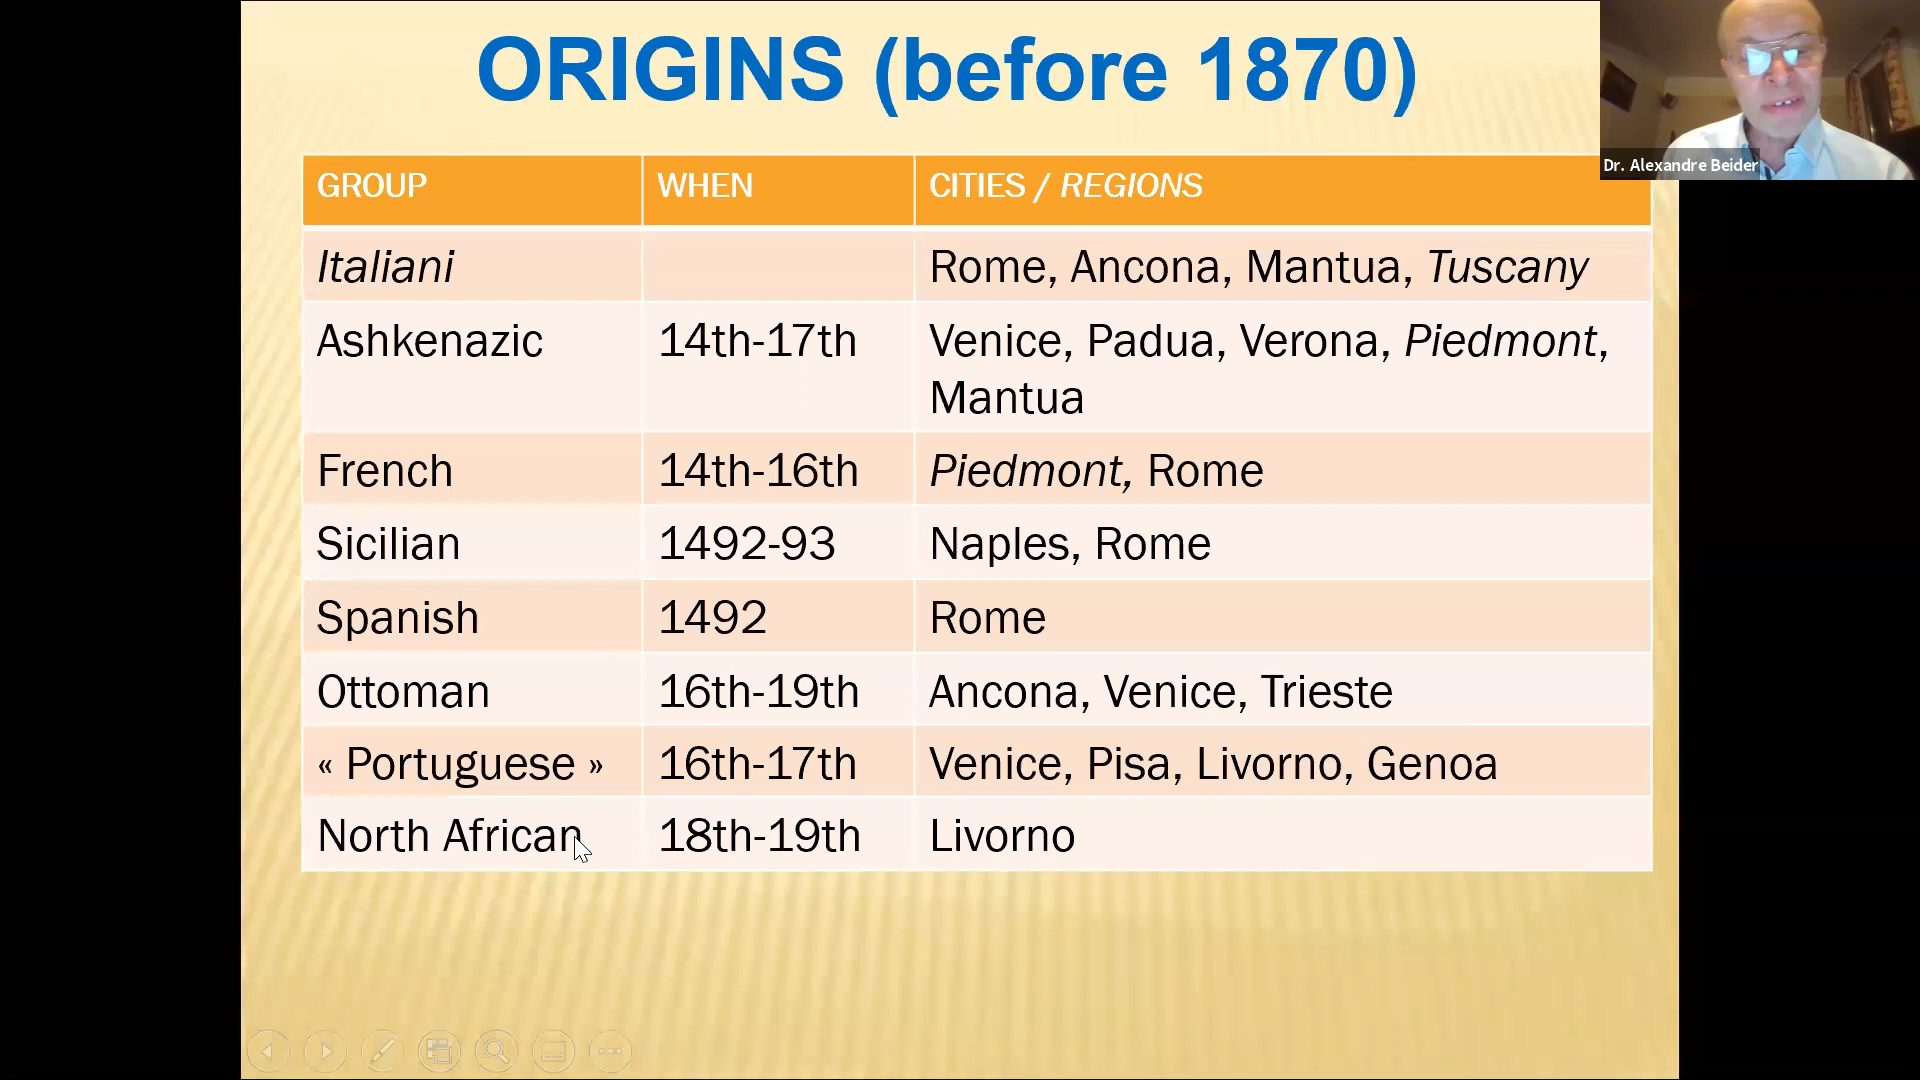 ORIGINS (before 1870)
Dr. Alexandre Beider
GROUP WHEN CITIES / REGIONS
Italiani Rome, Ancona, Mantua, Tuscany
Ashkenazic 14th-17th Venice, Padua, Verona, Piedmont,
Mantua
French 14th-16th Piedmont, Rome
Sicilian 1492-93 Naples, Rome
Spanish 1492 Rome
Ottoman 16th-19th Ancona, Venice, Trieste
« Portuguese » 16th-17th Venice, Pisa, Livorno, Genoa
North African 18th-19th Livorno